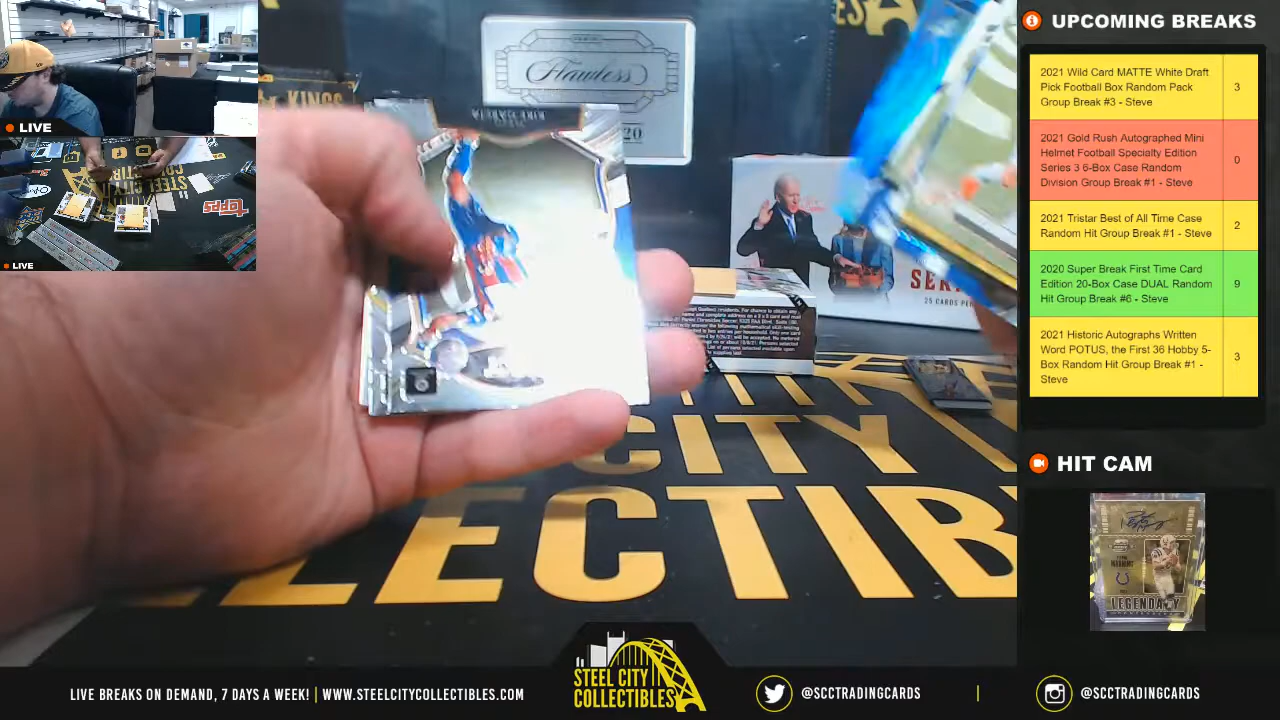 UPCOMING BREAKS
2021 Wild Card MATTE White Draft
Pick Football Box Random Pack
Group Break #3 - Steve
3
2021 Gold Rush Autographed Mini
Helmet Football Specialty Edition
Series 3 6-Box Case Random
Division Group Break #1 - Steve
0
2021 Tristar Best of All Time Case
Random Hit Group Break #1 - Steve
2
2020 Super Break First Time Card
Edition 20-Box Case DUAL Random
Hit Group Break #6 - Steve
9
2021 Historic Autographs Written
Word POTUS, the First 36 Hobby 5-
Box Random Hit Group Break #1 -
Steve
3
HIT CAM
LEGENDARY
LIVE
LIVE
STEEL
CITY
topps
KINGS
Flawless
20
SER
25 CARDS PE
CITY
LECTIB
STEEL CITY
COLLECTIBLES
LIVE BREAKS ON DEMAND, 7 DAYS A WEEK! | WWW.STEELCITYCOLLECTIBLES.COM
@SCCTRADINGCARDS
|
@SCCTRADINGCARDS